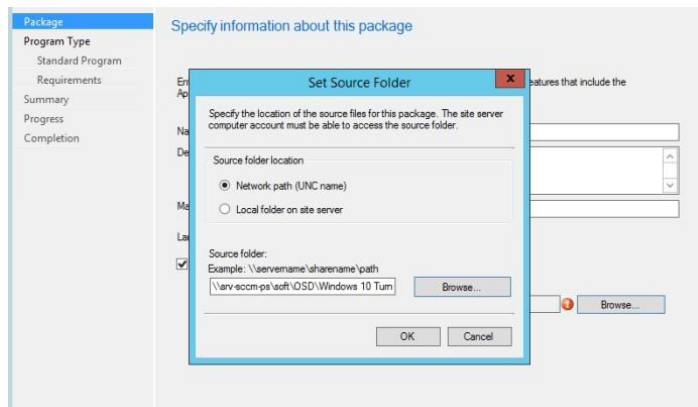 Package
Program Type
Standard Program
Requirements
Summary
Progress
Completion
Specify information about this package
eatures that include the
Set Source Folder
x
Specify the location of the source files for this package. The site server
computer account must be able to access the source folder.
Source folder location
Network path (UNC name)
Local folder on site server
Source folder:
Example: \\servername\sharename\path
\\srv-sccm-ps\soft\OSD\Windows 10 Turn
Browse...
Browse...
OK
Cancel